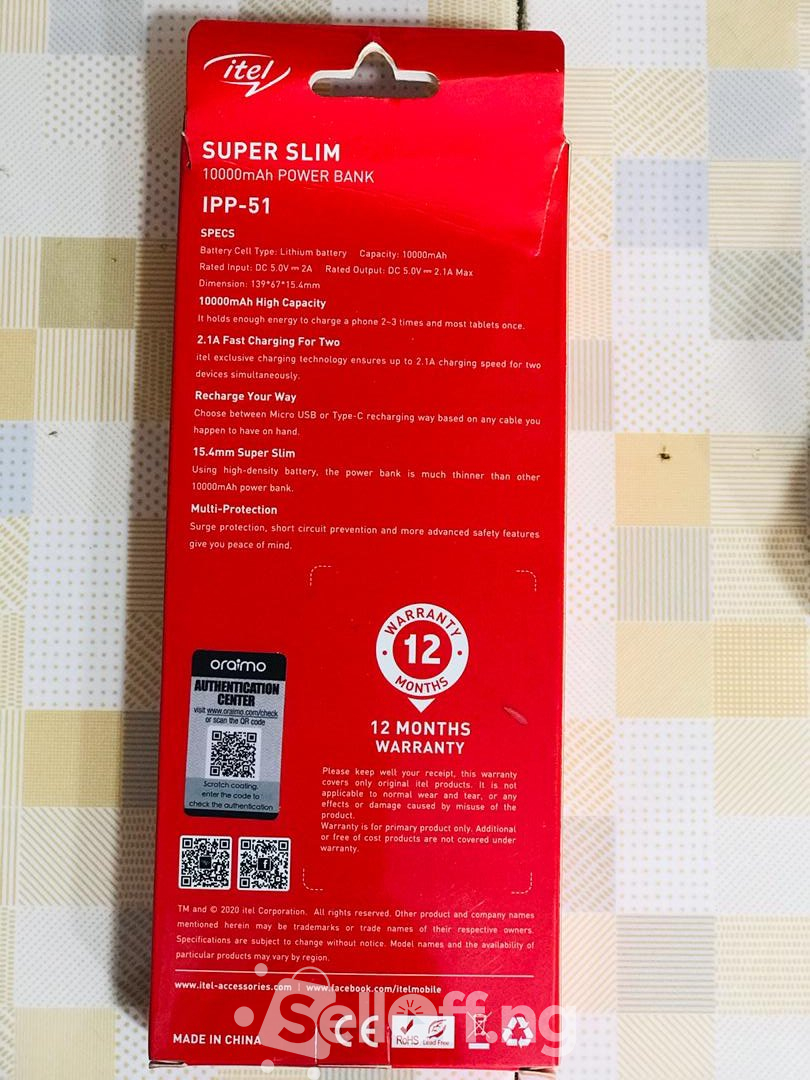 itel
SUPER SLIM
10000mAh POWER BANK
IPP-51
SPECS
Battery Cell Type: Lithium battery Capacity: 10000mAh
Rated Input: DC 5.0V⎓2A Rated Output: DC 5.0V⎓2.1A Max
Dimension: 139*67*15.4mm
10000mAh High Capacity
It holds enough energy to charge a phone 2~3 times and most tablets once.
2.1A Fast Charging For Two
itel exclusive charging technology ensures up to 2.1A charging speed for two
devices simultaneously.
Recharge Your Way
Choose between Micro USB or Type-C recharging way based on any cable you
happen to have on hand.
15.4mm Super Slim
Using high-density battery, the power bank is much thinner than other
10000mAh power bank.
Multi-Protection
Surge protection, short circuit prevention and more advanced safety features
give you peace of mind.
WARRANTY
12
MONTHS
12 MONTHS
WARRANTY
Please keep well your receipt, this warranty
covers only original itel products. It is not
applicable to normal wear and tear, or any
effects or damage caused by misuse of the
product.
Warranty is for primary product only. Additional
or free of cost products are not covered under
warranty.
oraimo
AUTHENTICATION
CENTER
visit www.oraimo.com/check
or scan the QR code
Scratch coating,
enter the code to
check the authentication
TM and © 2020 itel Corporation. All rights reserved. Other product and company names
mentioned herein may be trademarks or trade names of their respective owners.
Specifications are subject to change without notice. Model names and the availability of
particular products may vary by region.
www.itel-accessories.com | www.facebook.com/itelmobile
SellOff.ng
MADE IN CHINA
CE
RoHS Lead Free